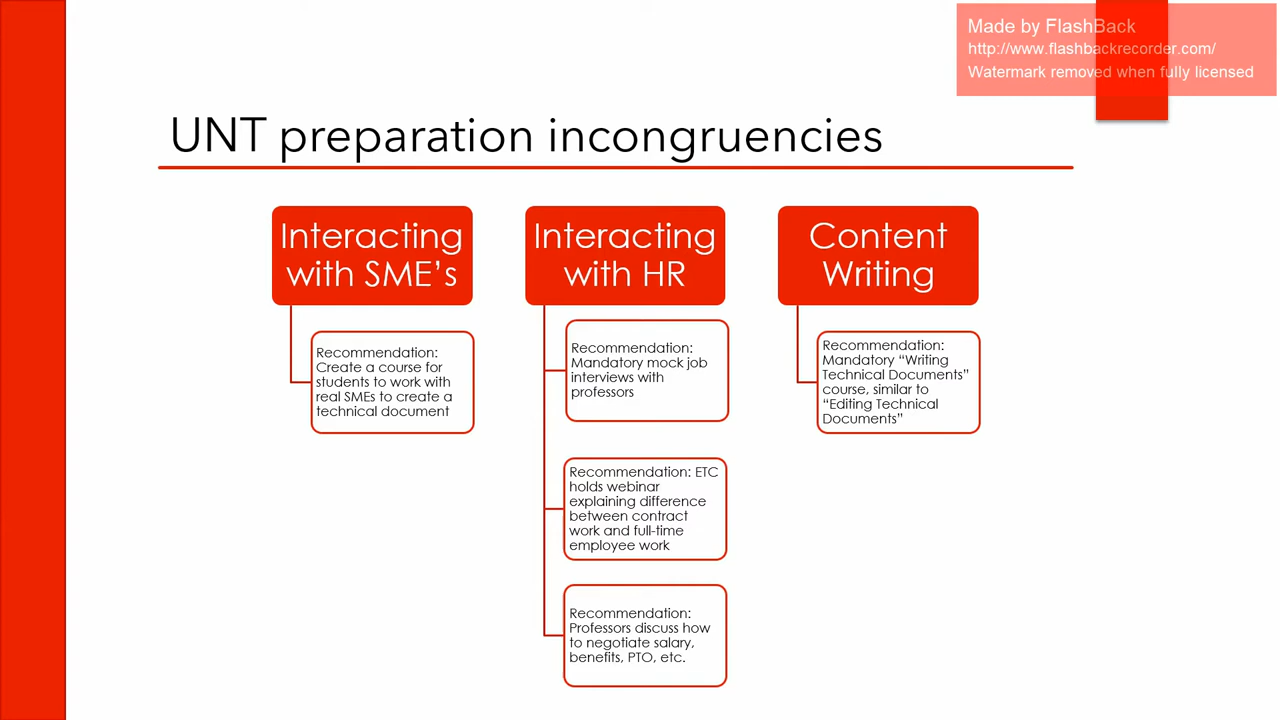 Made by FlashBack
http://www.flashbackrecorder.com/
Watermark removed when fully licensed
UNT preparation incongruencies
Interacting
with SME’s
Recommendation:
Create a course for
students to work with
real SMEs to create a
technical document
Interacting
with HR
Recommendation:
Mandatory mock job
interviews with
professors
Recommendation: ETC
holds webinar
explaining difference
between contract
work and full-time
employee work
Recommendation:
Professors discuss how
to negotiate salary,
benefits, PTO, etc.
Content
Writing
Recommendation:
Mandatory “Writing
Technical Documents”
course, similar to
“Editing Technical
Documents”